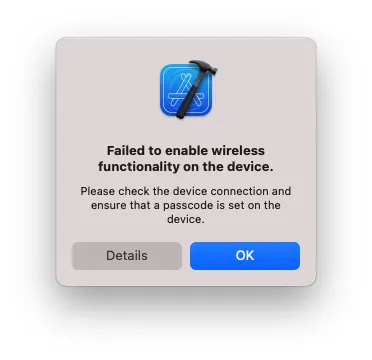 Failed to enable wireless
functionality on the device.
Please check the device connection and
ensure that a passcode is set on the
device.
Details
OK